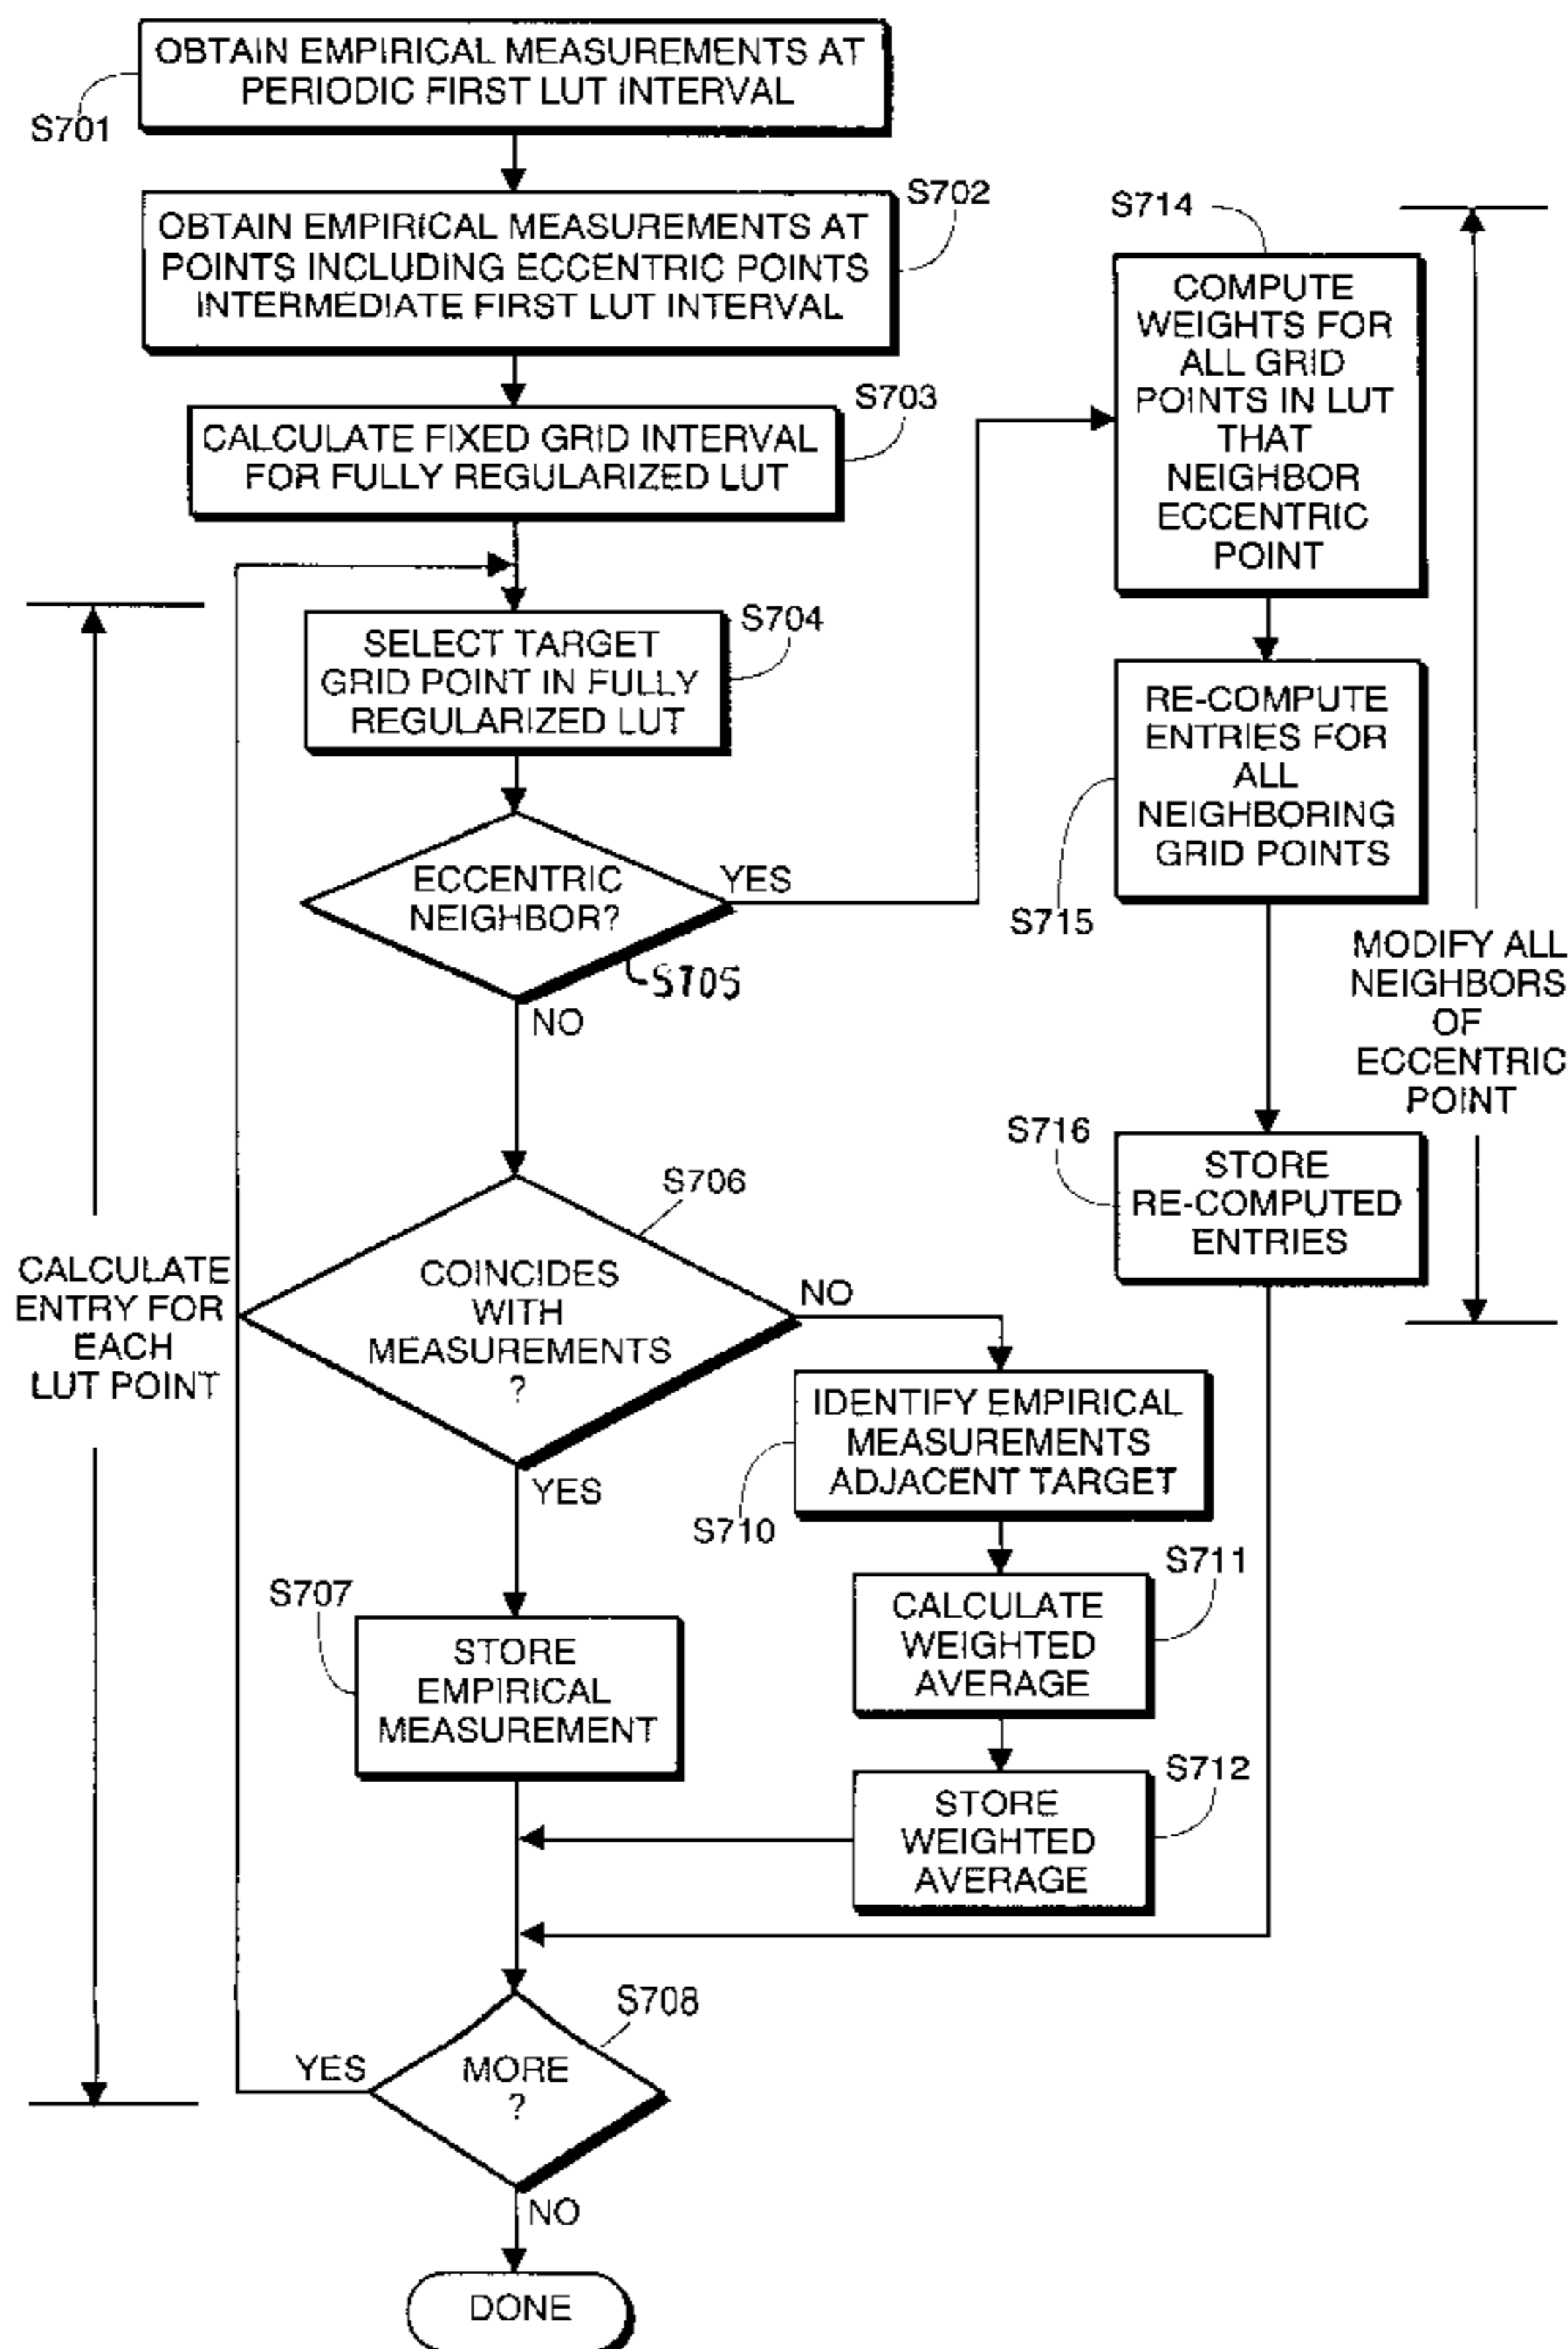 OBTAIN EMPIRICAL MEASUREMENTS AT
PERIODIC FIRST LUT INTERVAL
S701
OBTAIN EMPIRICAL MEASUREMENTS AT
POINTS INCLUDING ECCENTRIC POINTS
INTERMEDIATE FIRST LUT INTERVAL
S702
CALCULATE FIXED GRID INTERVAL
FOR FULLY REGULARIZED LUT
S703
SELECT TARGET
GRID POINT IN FULLY
REGULARIZED LUT
S704
ECCENTRIC
NEIGHBOR?
YES
S705
NO
COINCIDES
WITH
MEASUREMENTS
?
S706
NO
YES
CALCULATE
ENTRY FOR
EACH
LUT POINT
STORE
EMPIRICAL
MEASUREMENT
S707
IDENTIFY EMPIRICAL
MEASUREMENTS
ADJACENT TARGET
S710
CALCULATE
WEIGHTED
AVERAGE
S711
STORE
WEIGHTED
AVERAGE
S712
S714
COMPUTE
WEIGHTS FOR
ALL GRID
POINTS IN LUT
THAT
NEIGHBOR
ECCENTRIC
POINT
RE-COMPUTE
ENTRIES FOR
ALL
NEIGHBORING
GRID POINTS
S715
MODIFY ALL
NEIGHBORS
OF
ECCENTRIC
POINT
S716
STORE
RE-COMPUTED
ENTRIES
S708
MORE
?
YES
NO
DONE